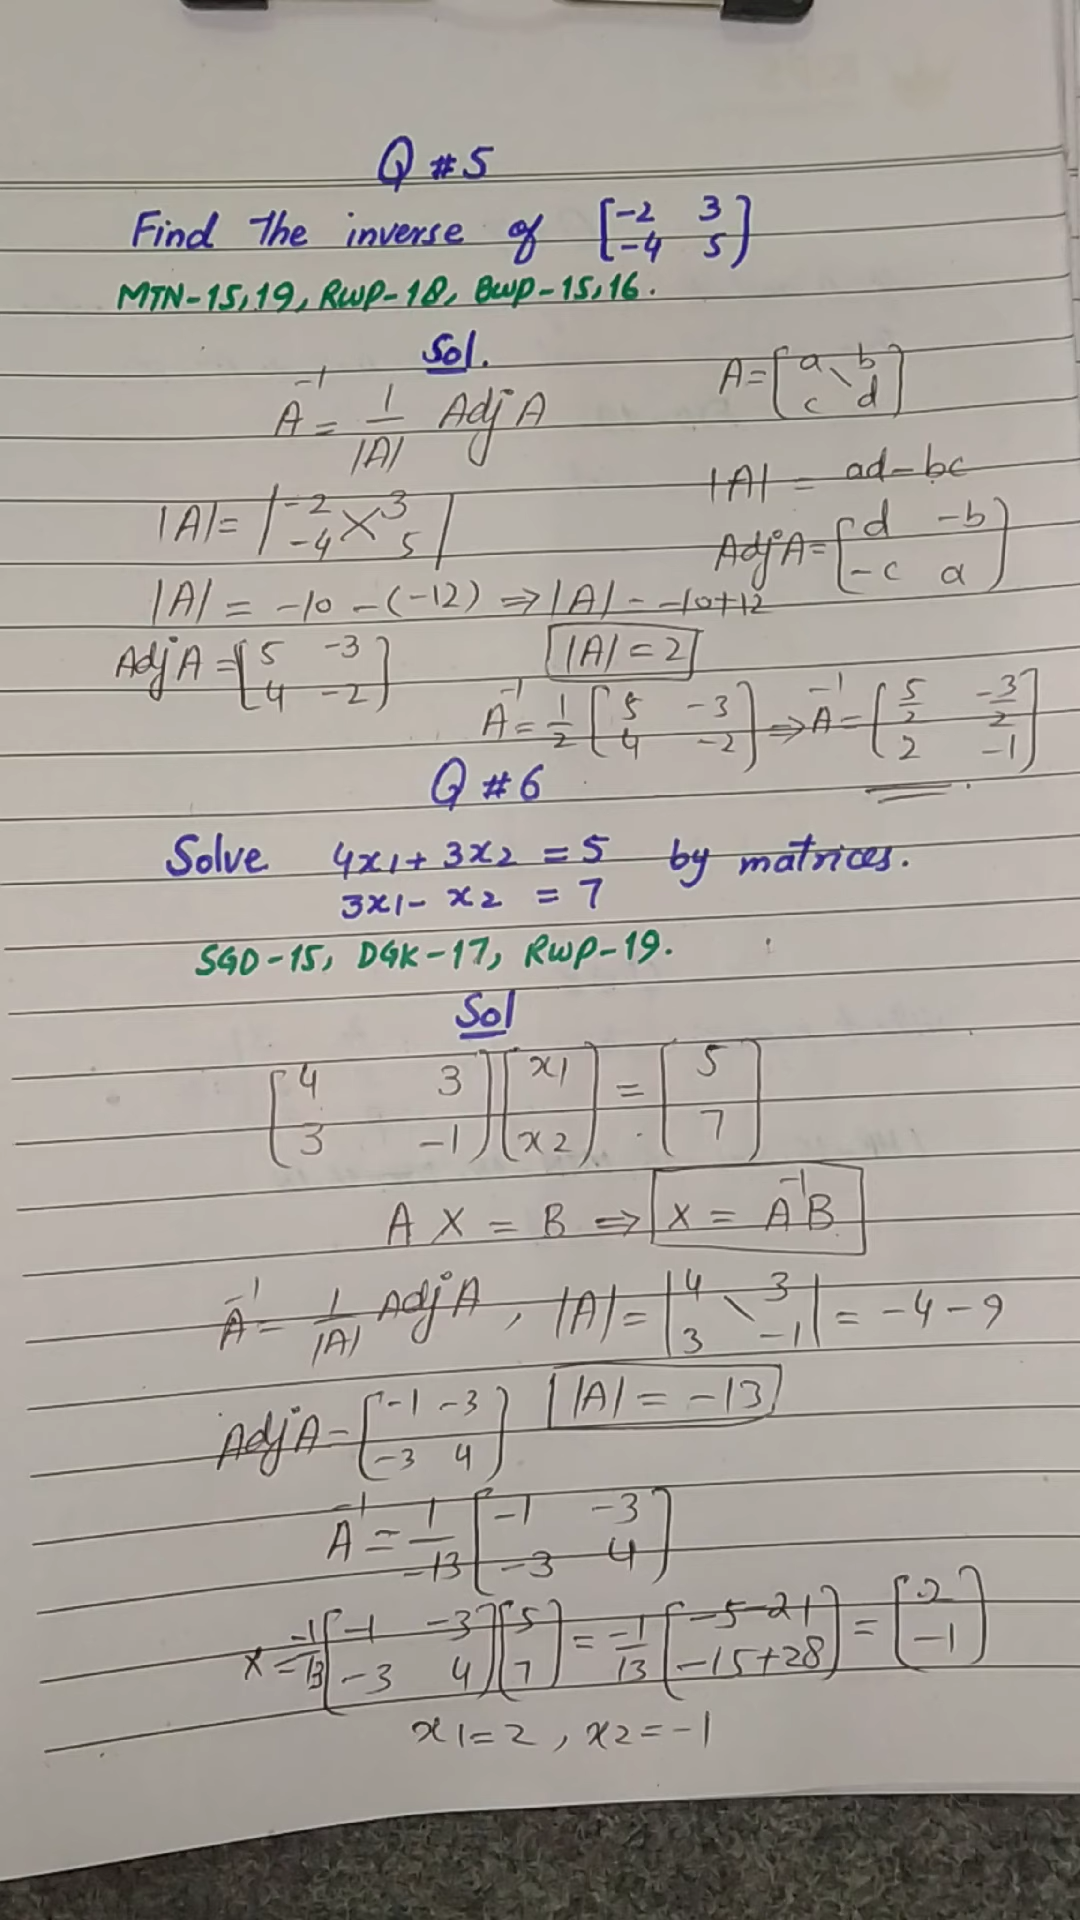 Q #5
Find The inverse of [-2 3
-4 5]
MTN-15,19, RWP-18, BWP-15,16.
Sol.
A⁻¹ = 1/|A| Adj A
A = [a b
c d]
|A| = ad - bc
|A| = |-2 3
-4 5|
Adj A = [d -b
-c a]
|A| = -10 - (-12) ⇒ |A| = -10+12
Adj A = [5 -3
4 -2]
|A| = 2
A⁻¹ = 1/2 [5 -3
4 -2] ⇒ A⁻¹ = [5/2 -3/2
2 -1]
Q #6
Solve 4x1 + 3x2 = 5 by matrices.
3x1 - x2 = 7
SGD-15, DGK-17, RWP-19.
Sol
[4 3
3 -1] [x1
x2] = [5
7]
A X = B ⇒ X = A⁻¹B
A⁻¹ = 1/|A| Adj A, |A| = |4 3
3 -1| = -4 - 9
Adj A = [-1 -3
-3 4]
|A| = -13
A⁻¹ = 1/-13 [-1 -3
-3 4]
X = -1/13 [-1 -3
-3 4] [5
7] = -1/13 [-5-21
-15+28] = [2
-1]
x1 = 2, x2 = -1